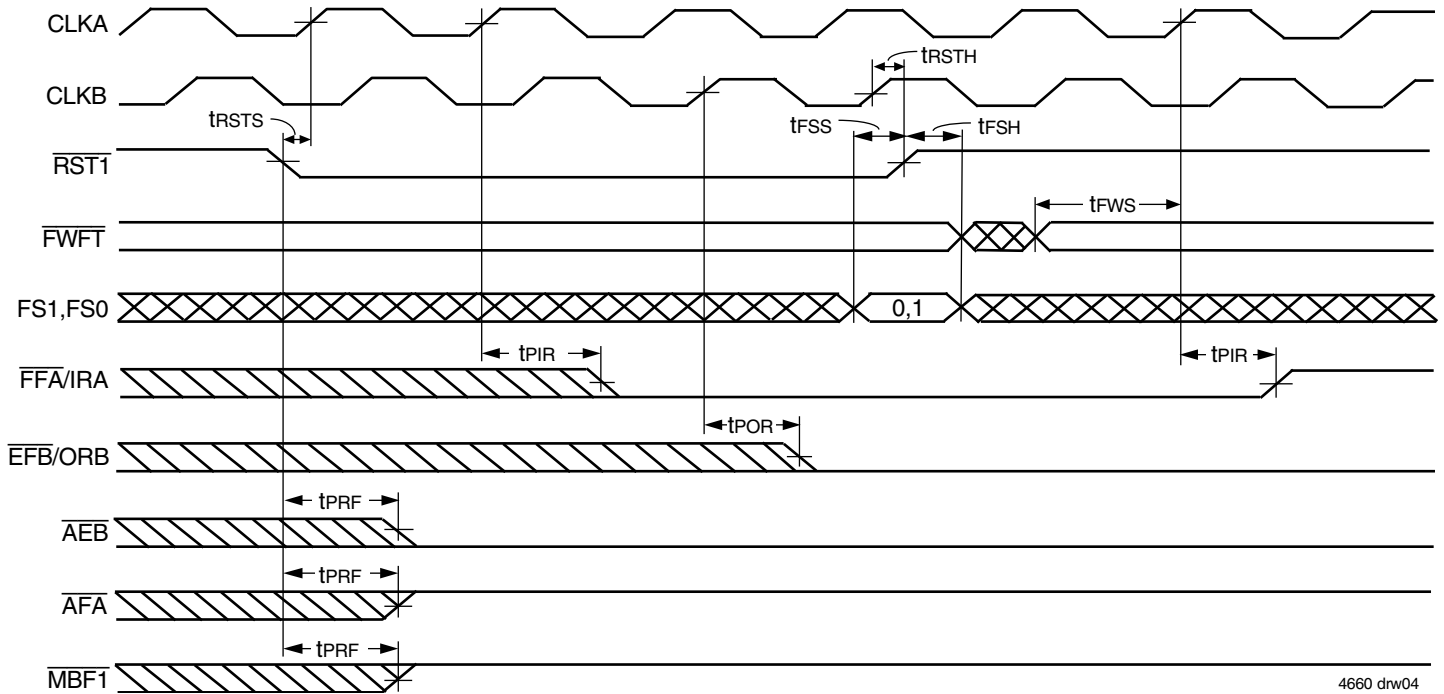 CLKA
tRSTH
CLKB
tRSTS
tFSS
tFSH
RST1
tFWS
FWFT
FS1,FS0
0,1
tPIR
tPIR
FFA/IRA
tPOR
EFB/ORB
tPRF
AEB
tPRF
AFA
tPRF
MBF1
4660 drw04